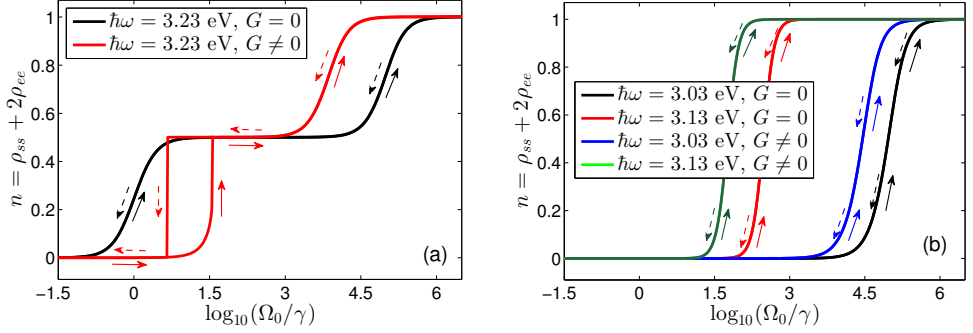 ħω = 3.23 eV, G = 0
ħω = 3.23 eV, G ≠ 0
(a)
n = ρss + 2ρee
1
0.8
0.6
0.4
0.2
0
−1.5 0 1.5 3 4.5 6
log10(Ω0/γ)
ħω = 3.03 eV, G = 0
ħω = 3.13 eV, G = 0
ħω = 3.03 eV, G ≠ 0
ħω = 3.13 eV, G ≠ 0
(b)
n = ρss + 2ρee
1
0.8
0.6
0.4
0.2
0
−1.5 0 1.5 3 4.5 6
log10(Ω0/γ)